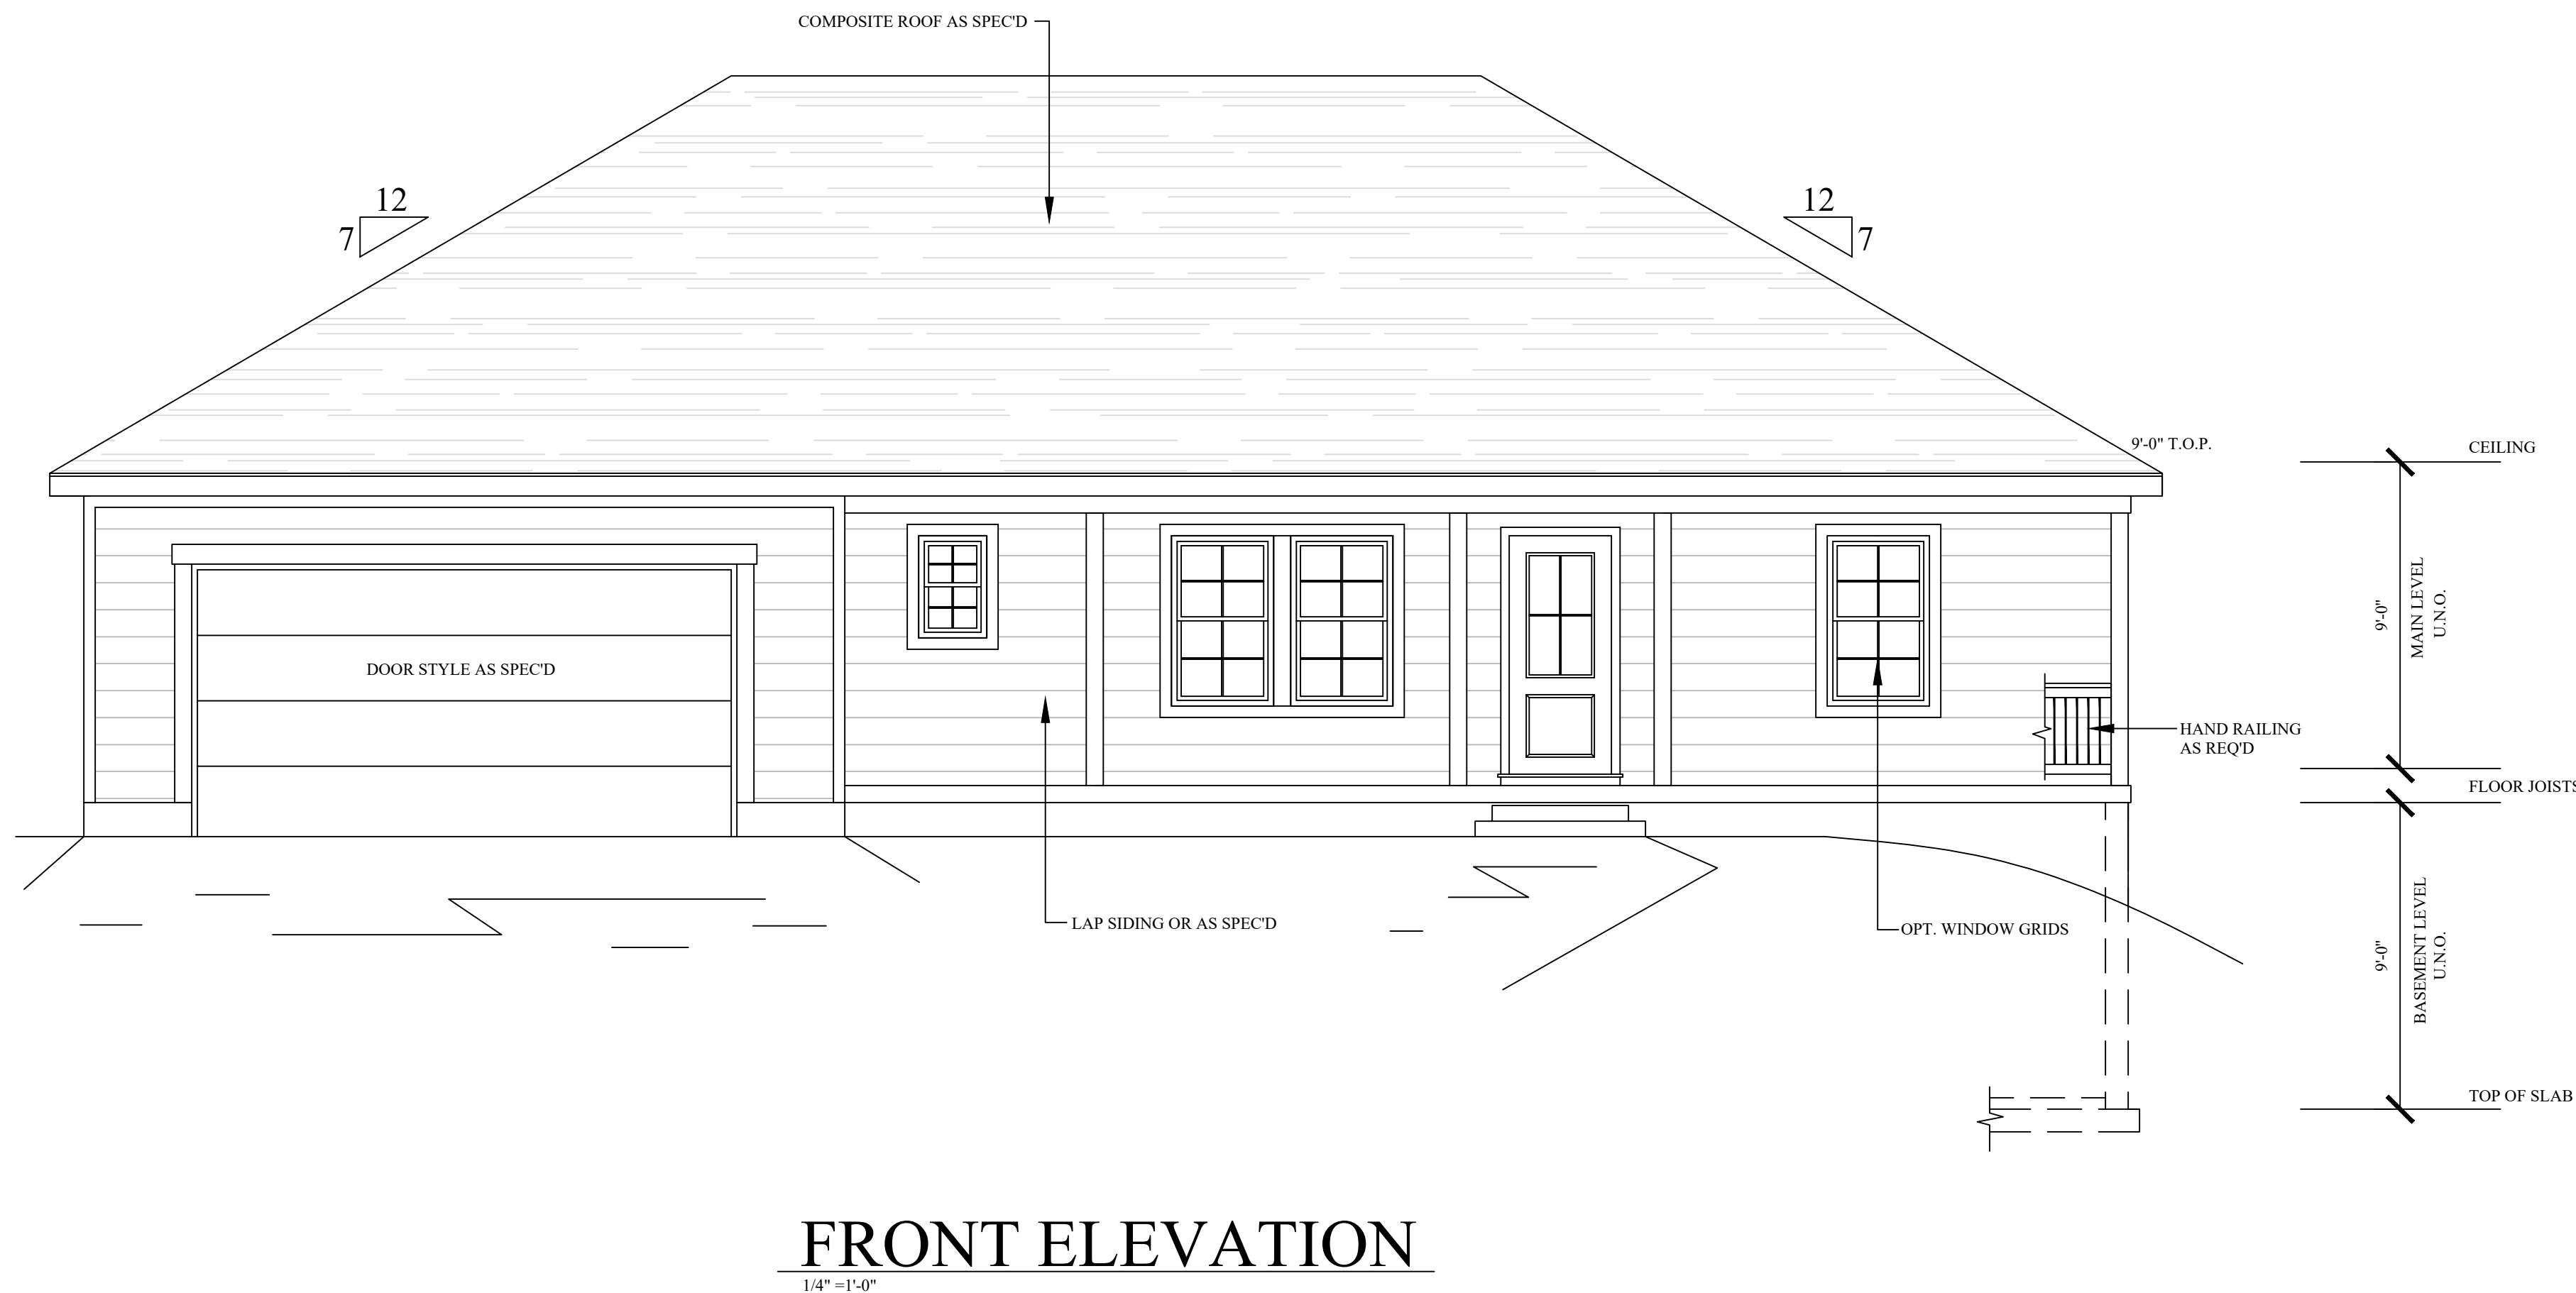 COMPOSITE ROOF AS SPEC'D
12
7
12
7
9'-0" T.O.P.
CEILING
9'-0"
MAIN LEVEL
U.N.O.
DOOR STYLE AS SPEC'D
HAND RAILING
AS REQ'D
FLOOR JOISTS
LAP SIDING OR AS SPEC'D
OPT. WINDOW GRIDS
9'-0"
BASEMENT LEVEL
U.N.O.
TOP OF SLAB
FRONT ELEVATION
1/4" =1'-0"